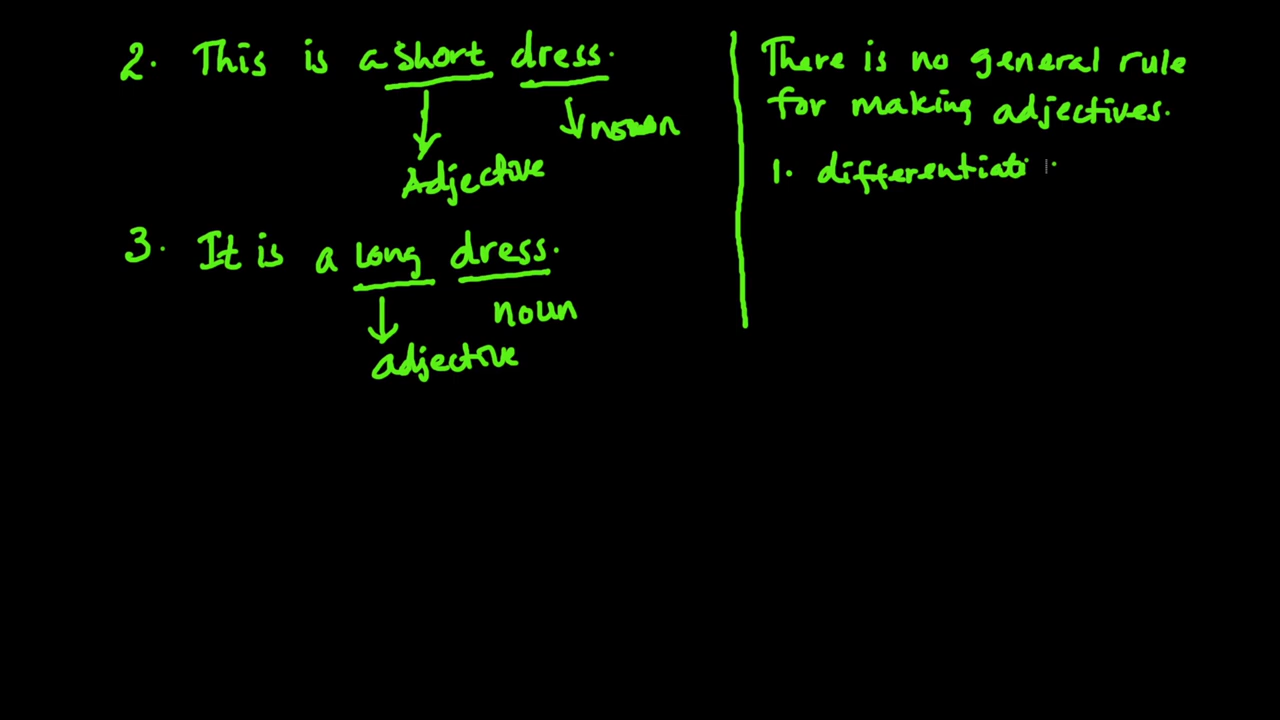 2. This is a short dress.
Adjective
noun
3. It is a long dress.
adjective
noun
There is no general rule
for making adjectives.
1. differentiati